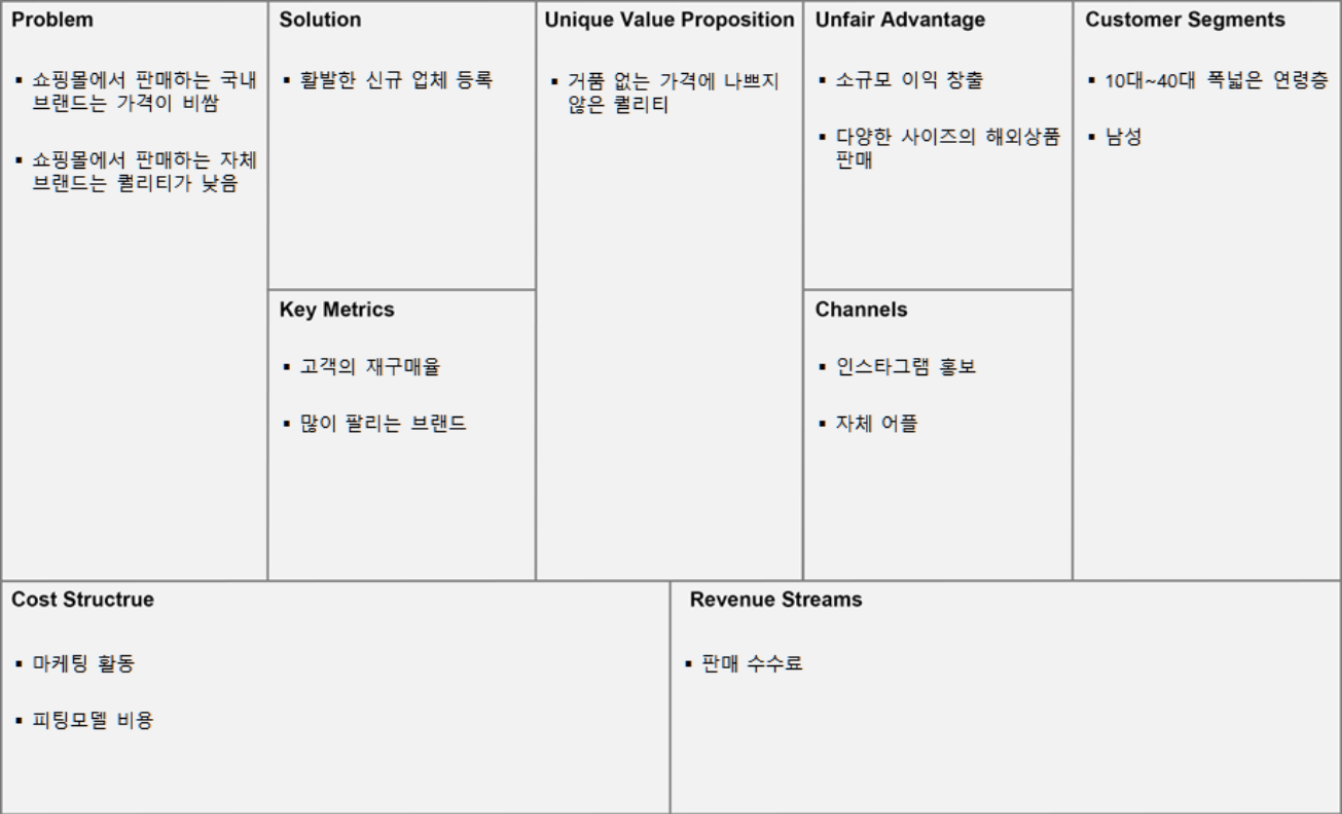 Problem
▪ 쇼핑몰에서 판매하는 국내
브랜드는 가격이 비쌈
▪ 쇼핑몰에서 판매하는 자체
브랜드는 퀄리티가 낮음
Solution
▪ 활발한 신규 업체 등록
Key Metrics
▪ 고객의 재구매율
▪ 많이 팔리는 브랜드
Unique Value Proposition
▪ 거품 없는 가격에 나쁘지
않은 퀄리티
Unfair Advantage
▪ 소규모 이익 창출
▪ 다양한 사이즈의 해외상품
판매
Channels
▪ 인스타그램 홍보
▪ 자체 어플
Customer Segments
▪ 10대~40대 폭넓은 연령층
▪ 남성
Cost Structrue
▪ 마케팅 활동
▪ 피팅모델 비용
Revenue Streams
▪ 판매 수수료